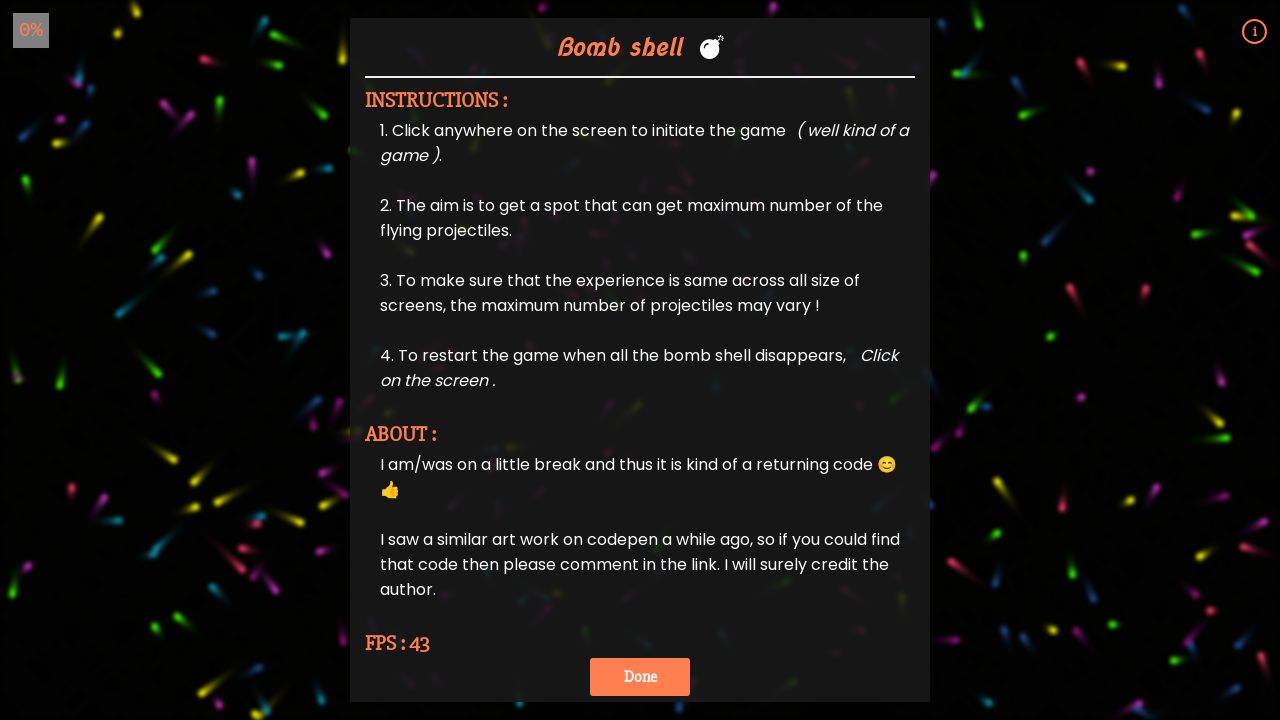 0%
i
Bomb shell 💣
INSTRUCTIONS :
1. Click anywhere on the screen to initiate the game ( well kind of a
game ).
2. The aim is to get a spot that can get maximum number of the
flying projectiles.
3. To make sure that the experience is same across all size of
screens, the maximum number of projectiles may vary !
4. To restart the game when all the bomb shell disappears, Click
on the screen .
ABOUT :
I am/was on a little break and thus it is kind of a returning code 😊
👍
I saw a similar art work on codepen a while ago, so if you could find
that code then please comment in the link. I will surely credit the
author.
FPS : 43
Done